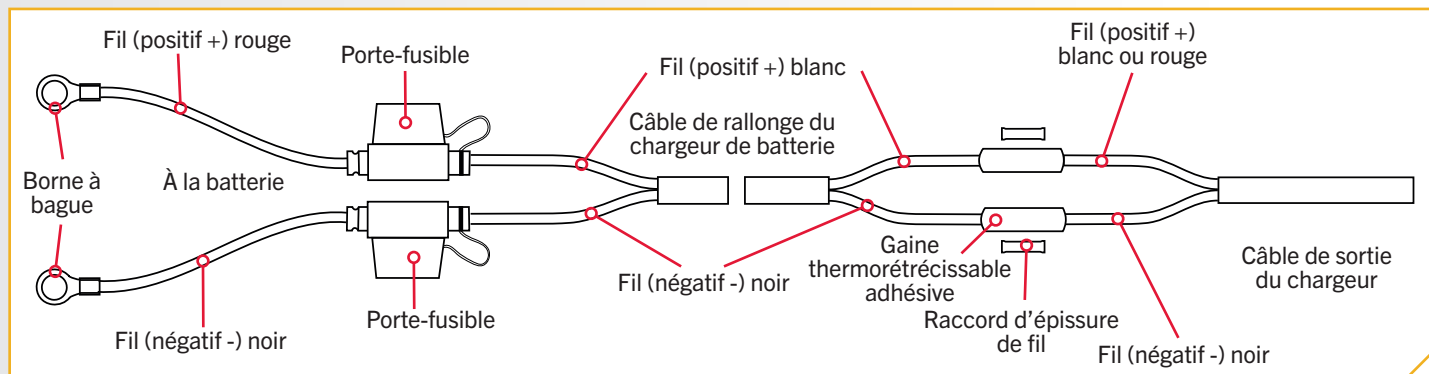 Fil (positif +) rouge
Porte-fusible
Fil (positif +) blanc
Fil (positif +)
blanc ou rouge
Câble de rallonge du
chargeur de batterie
Borne à
bague
À la batterie
Gaine
thermorétrécissable
adhésive
Câble de sortie
du chargeur
Fil (négatif -) noir
Porte-fusible
Fil (négatif -) noir
Raccord d’épissure
de fil
Fil (négatif -) noir